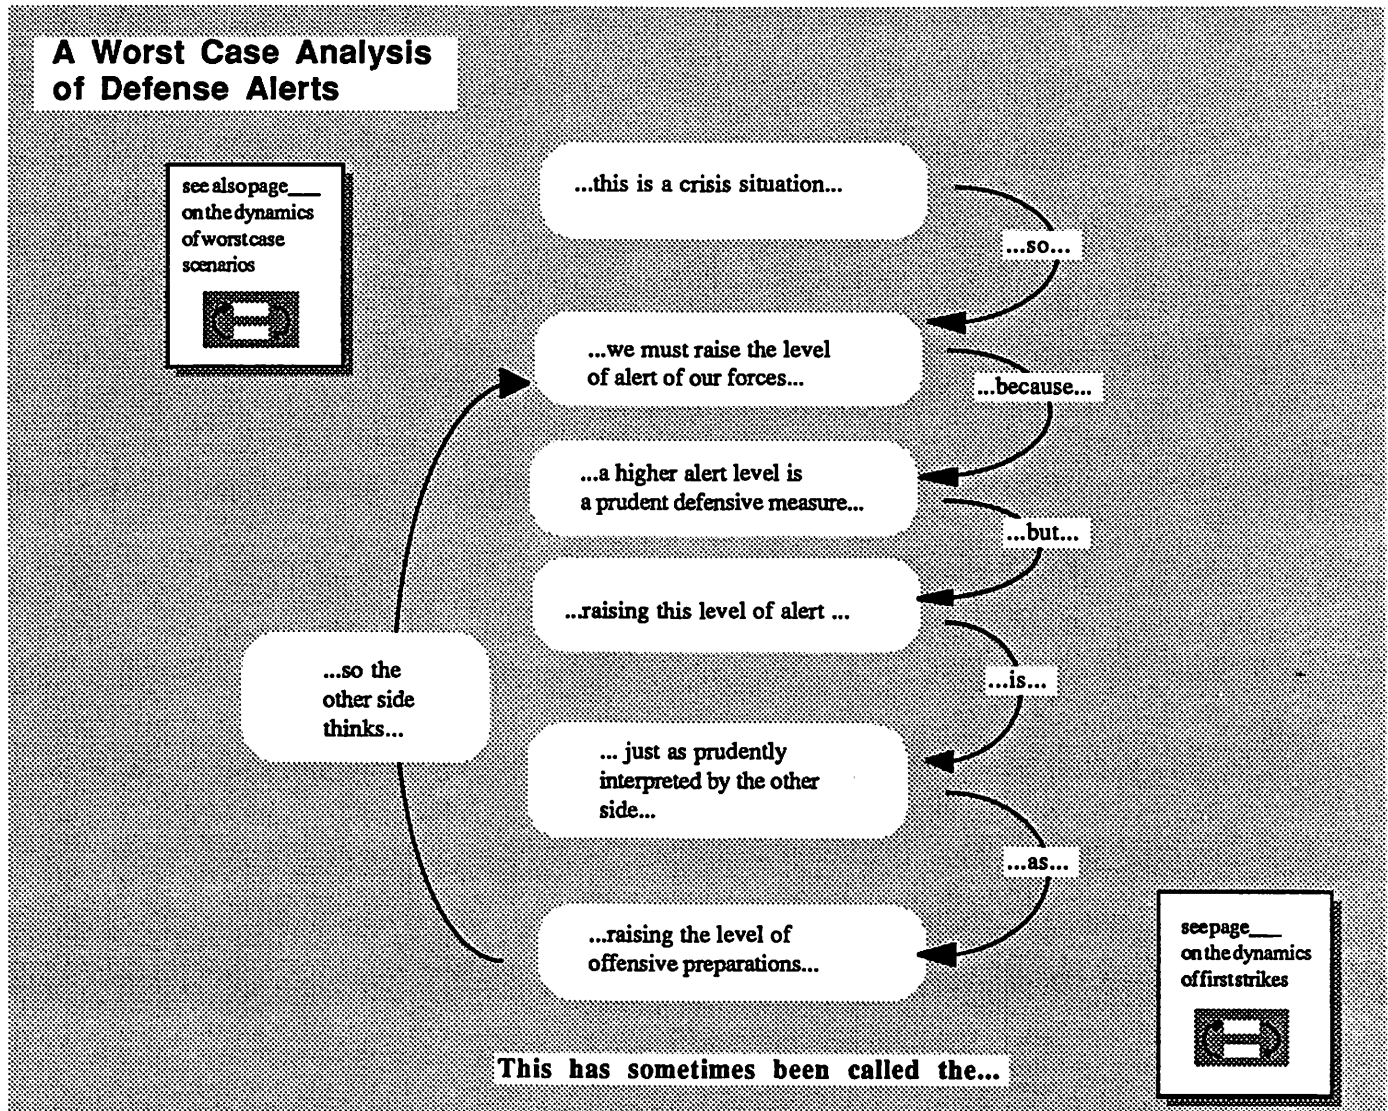 A Worst Case Analysis
of Defense Alerts
see also page___
on the dynamics
of worst case
scenarios
...this is a crisis situation...
...so...
...we must raise the level
of alert of our forces...
...because...
...a higher alert level is
a prudent defensive measure...
...but...
...raising this level of alert ...
...is...
...so the
other side
thinks...
... just as prudently
interpreted by the other
side...
...as...
...raising the level of
offensive preparations...
see page___
on the dynamics
of first strikes
This has sometimes been called the...